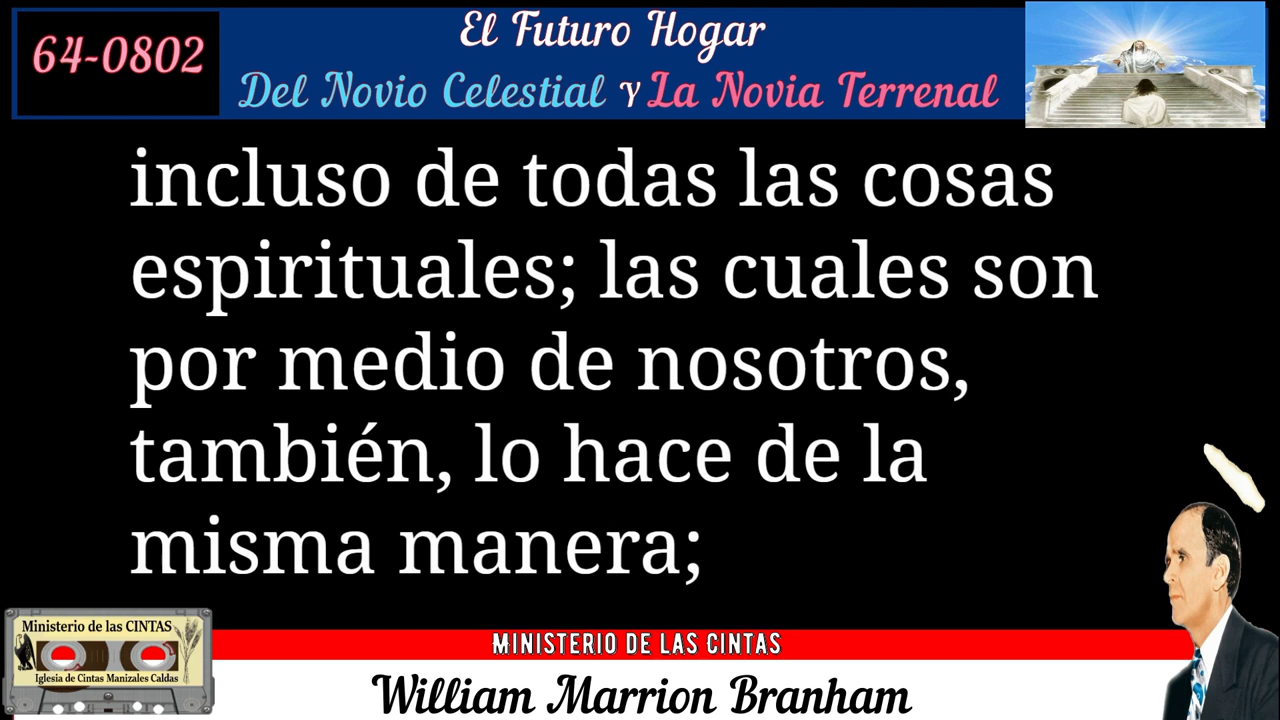 64-0802
El Futuro Hogar
Del Novio Celestial Y La Novia Terrenal
incluso de todas las cosas
espirituales; las cuales son
por medio de nosotros,
también, lo hace de la
misma manera;
Ministerio de las CINTAS
Iglesia de Cintas Manizales Caldas
MINISTERIO DE LAS CINTAS
William Marrion Branham